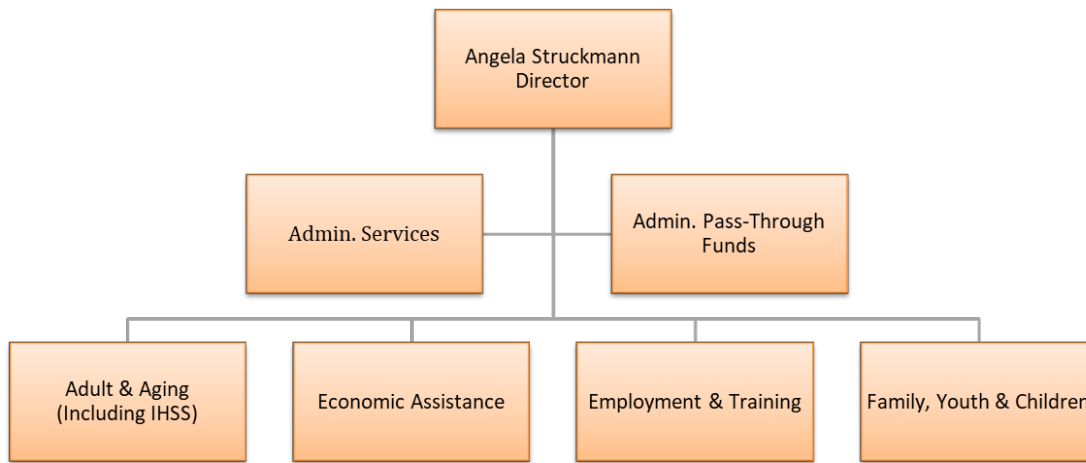 Angela Struckmann
Director
Admin. Services
Admin. Pass-Through
Funds
Adult & Aging
(Including IHSS)
Economic Assistance
Employment & Training
Family, Youth & Children